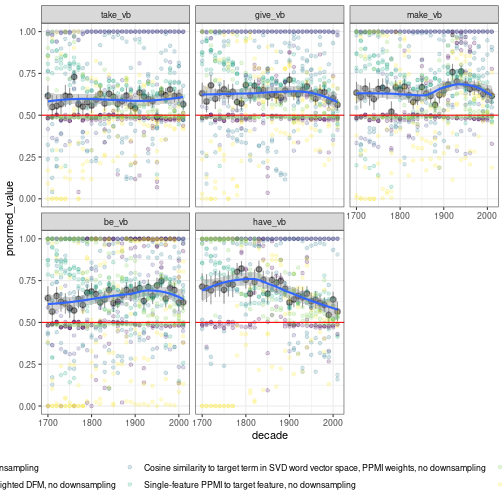 take_vb
give_vb
make_vb
1.00
0.75
0.50
0.25
0.00
be_vb
have_vb
1700 1800 1900 2000
1.00
0.75
0.50
0.25
0.00
1700 1800 1900 2000
1700 1800 1900 2000
pnormed_value
decade
nsampling
Cosine similarity to target term in SVD word vector space, PPMI weights, no downsampling
ighted DFM, no downsampling
Single-feature PPMI to target feature, no downsampling